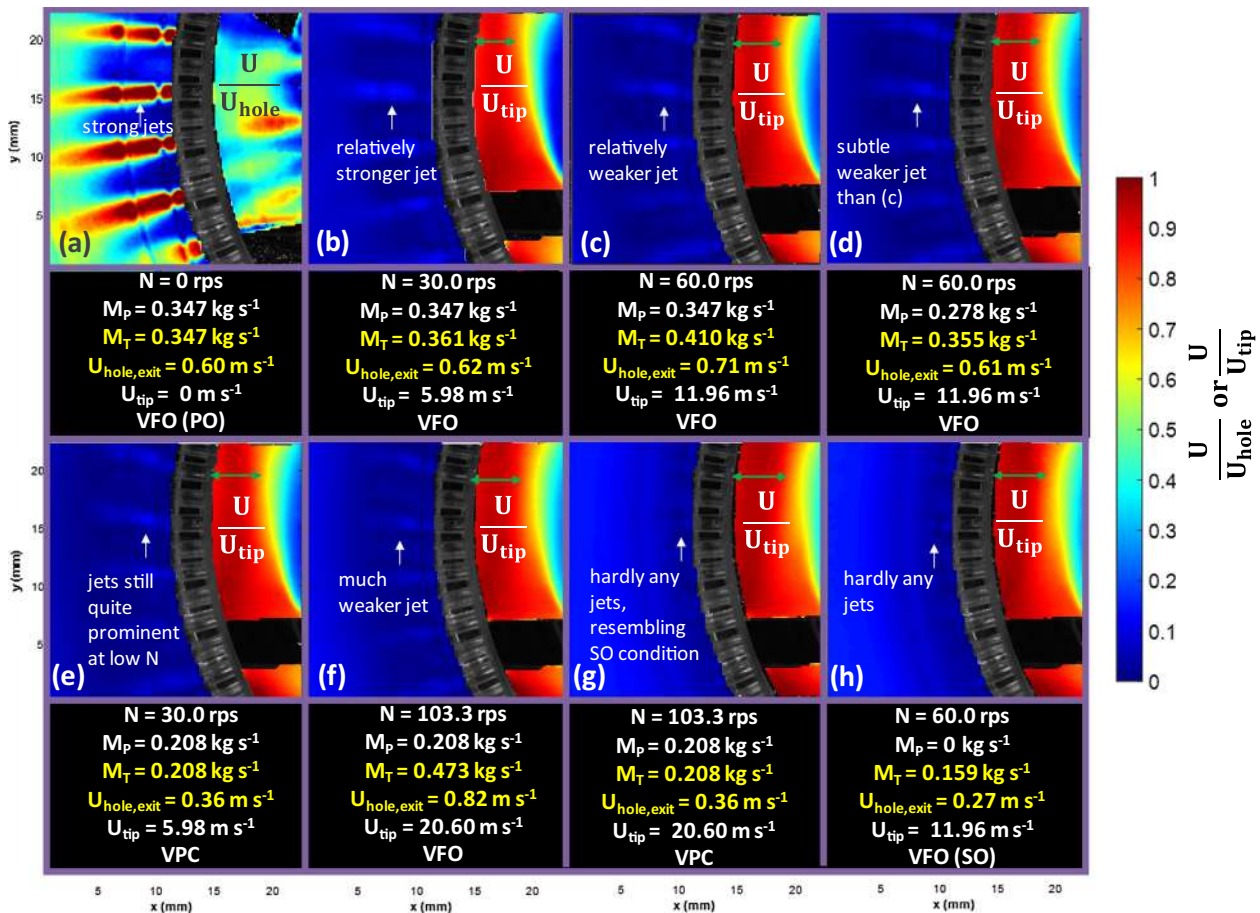 20
15
10
5
y (mm)
U
U_hole
strong jets
(a)
U
U_tip
relatively
stronger jet
(b)
U
U_tip
relatively
weaker jet
(c)
U
U_tip
subtle
weaker jet
than (c)
(d)
N = 0 rps
M_P = 0.347 kg s⁻¹
M_T = 0.347 kg s⁻¹
U_hole,exit = 0.60 m s⁻¹
U_tip = 0 m s⁻¹
VFO (PO)
N = 30.0 rps
M_P = 0.347 kg s⁻¹
M_T = 0.361 kg s⁻¹
U_hole,exit = 0.62 m s⁻¹
U_tip = 5.98 m s⁻¹
VFO
N = 60.0 rps
M_P = 0.347 kg s⁻¹
M_T = 0.410 kg s⁻¹
U_hole,exit = 0.71 m s⁻¹
U_tip = 11.96 m s⁻¹
VFO
N = 60.0 rps
M_P = 0.278 kg s⁻¹
M_T = 0.355 kg s⁻¹
U_hole,exit = 0.61 m s⁻¹
U_tip = 11.96 m s⁻¹
VFO
20
15
10
5
y (mm)
U
U_tip
jets still
quite
prominent
at low N
(e)
U
U_tip
much
weaker jet
(f)
U
U_tip
hardly any
jets,
resembling
SO condition
(g)
U
U_tip
hardly any
jets
(h)
N = 30.0 rps
M_P = 0.208 kg s⁻¹
M_T = 0.208 kg s⁻¹
U_hole,exit = 0.36 m s⁻¹
U_tip = 5.98 m s⁻¹
VPC
N = 103.3 rps
M_P = 0.208 kg s⁻¹
M_T = 0.473 kg s⁻¹
U_hole,exit = 0.82 m s⁻¹
U_tip = 20.60 m s⁻¹
VFO
N = 103.3 rps
M_P = 0.208 kg s⁻¹
M_T = 0.208 kg s⁻¹
U_hole,exit = 0.36 m s⁻¹
U_tip = 20.60 m s⁻¹
VPC
N = 60.0 rps
M_P = 0 kg s⁻¹
M_T = 0.159 kg s⁻¹
U_hole,exit = 0.27 m s⁻¹
U_tip = 11.96 m s⁻¹
VFO (SO)
5 10 15 20
x (mm)
5 10 15 20
x (mm)
5 10 15 20
x (mm)
5 10 15 20
x (mm)
1
0.9
0.8
0.7
0.6
0.5
0.4
0.3
0.2
0.1
0
U/U_hole or U/U_tip